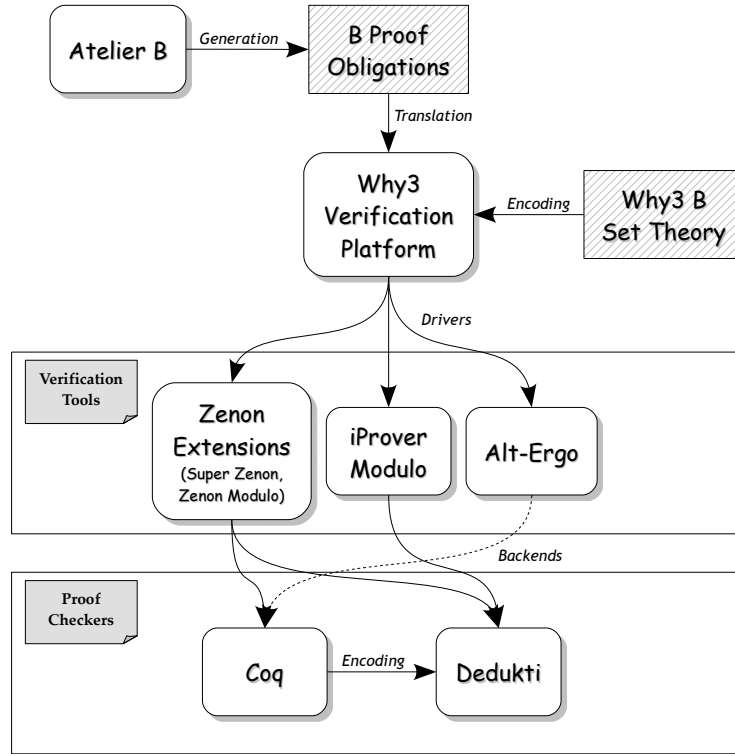 Atelier B
Generation
B Proof
Obligations
Translation
Why3
Verification
Platform
Encoding
Why3 B
Set Theory
Drivers
Verification
Tools
Zenon
Extensions
(Super Zenon,
Zenon Modulo)
iProver
Modulo
Alt-Ergo
Backends
Proof
Checkers
Coq
Encoding
Dedukti